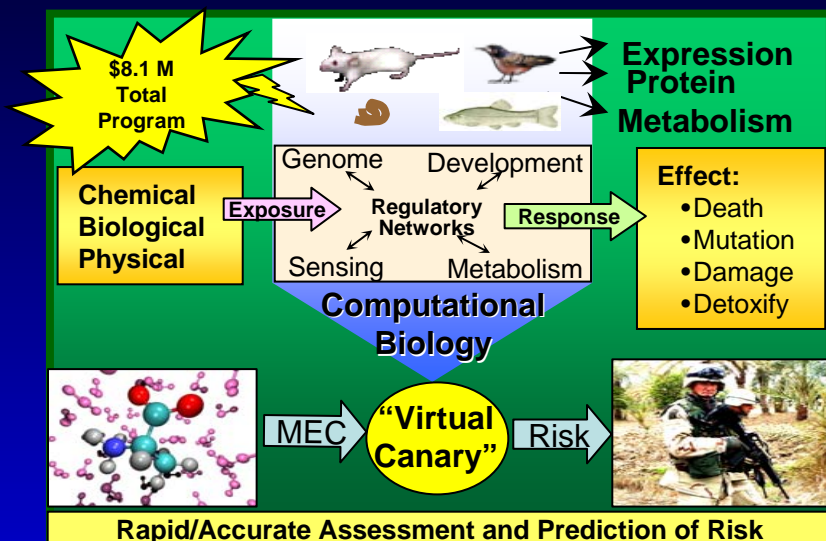 $8.1 M
Total
Program
Expression
Protein
Metabolism
Chemical
Biological
Physical
Exposure
Genome
Development
Regulatory
Networks
Sensing
Metabolism
Response
Effect:
•Death
•Mutation
•Damage
•Detoxify
Computational
Biology
MEC
“Virtual
Canary”
Risk
Rapid/Accurate Assessment and Prediction of Risk